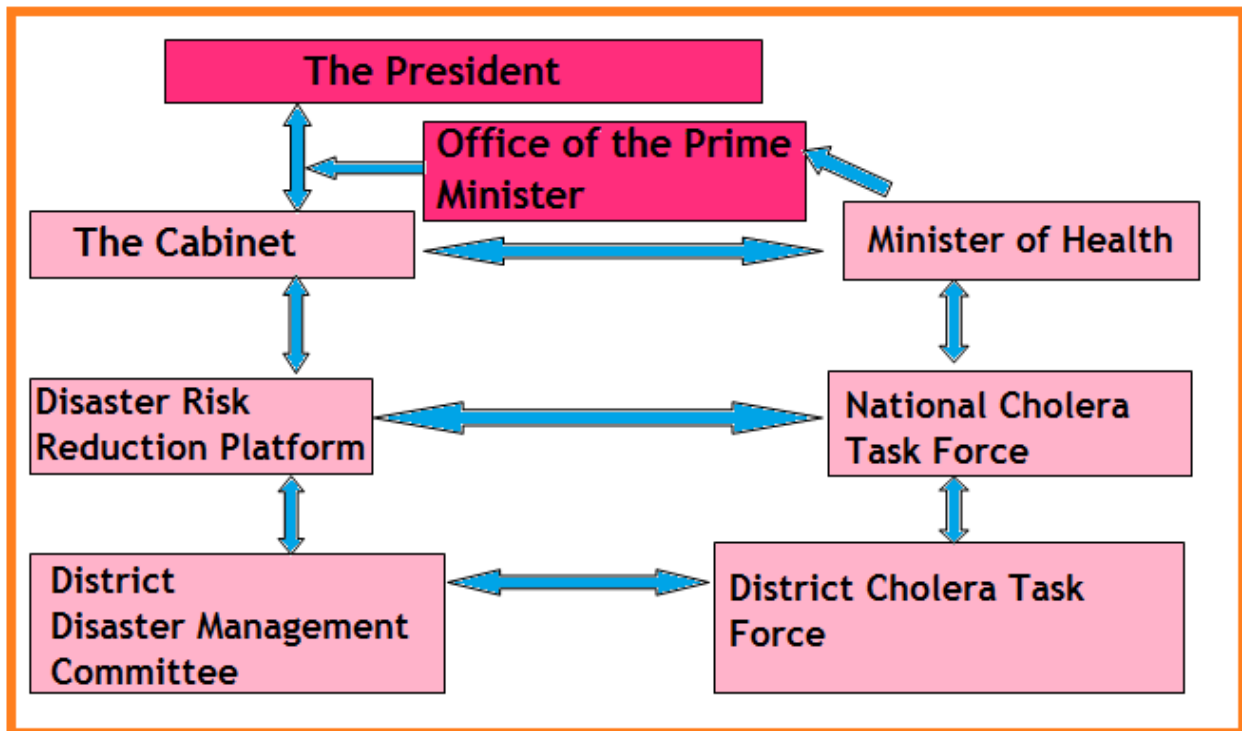 The President
Office of the Prime
Minister
The Cabinet
Minister of Health
Disaster Risk
Reduction Platform
National Cholera
Task Force
District
Disaster Management
Committee
District Cholera Task
Force